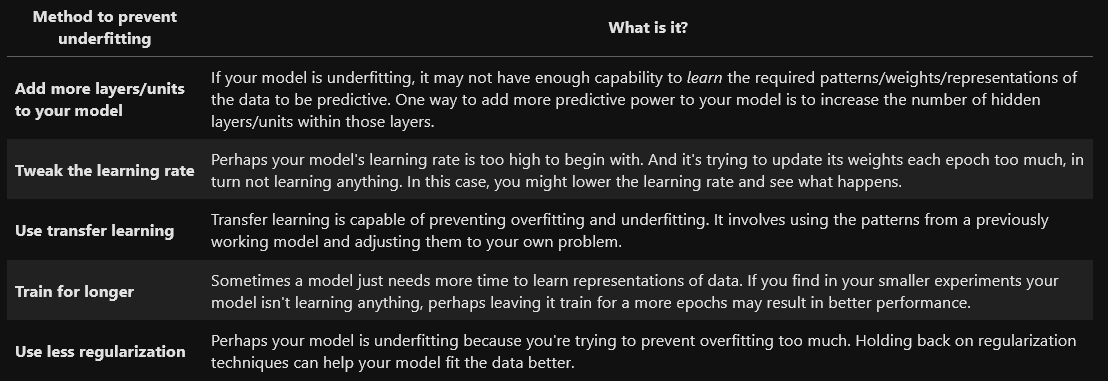 Method to prevent
underfitting
What is it?
Add more layers/units
to your model
If your model is underfitting, it may not have enough capability to learn the required patterns/weights/representations of
the data to be predictive. One way to add more predictive power to your model is to increase the number of hidden
layers/units within those layers.
Tweak the learning rate
Perhaps your model's learning rate is too high to begin with. And it's trying to update its weights each epoch too much, in
turn not learning anything. In this case, you might lower the learning rate and see what happens.
Use transfer learning
Transfer learning is capable of preventing overfitting and underfitting. It involves using the patterns from a previously
working model and adjusting them to your own problem.
Train for longer
Sometimes a model just needs more time to learn representations of data. If you find in your smaller experiments your
model isn't learning anything, perhaps leaving it train for a more epochs may result in better performance.
Use less regularization
Perhaps your model is underfitting because you're trying to prevent overfitting too much. Holding back on regularization
techniques can help your model fit the data better.